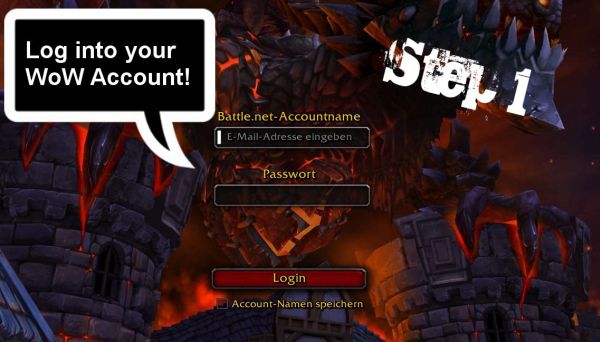 Log into your
WoW Account!
Step 1
Battle.net-Accountname
E-Mail-Adresse eingeben
Passwort
Login
Account-Namen speichern